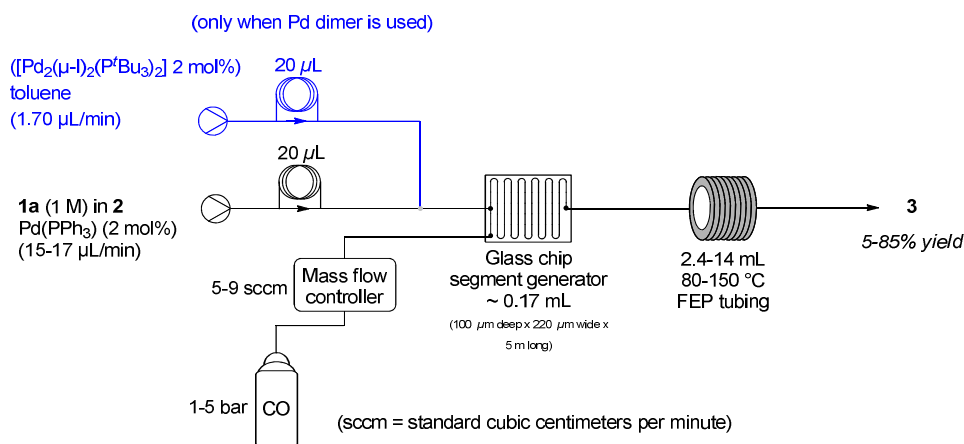 (only when Pd dimer is used)
([Pd2(μ-I)2(PtBu3)2] 2 mol%)
toluene
(1.70 μL/min)
20 μL
20 μL
1a (1 M) in 2
Pd(PPh3) (2 mol%)
(15-17 μL/min)
5-9 sccm
Mass flow
controller
Glass chip
segment generator
~ 0.17 mL
(100 μm deep x 220 μm wide x
5 m long)
2.4-14 mL
80-150 °C
FEP tubing
3
5-85% yield
1-5 bar
CO
(sccm = standard cubic centimeters per minute)